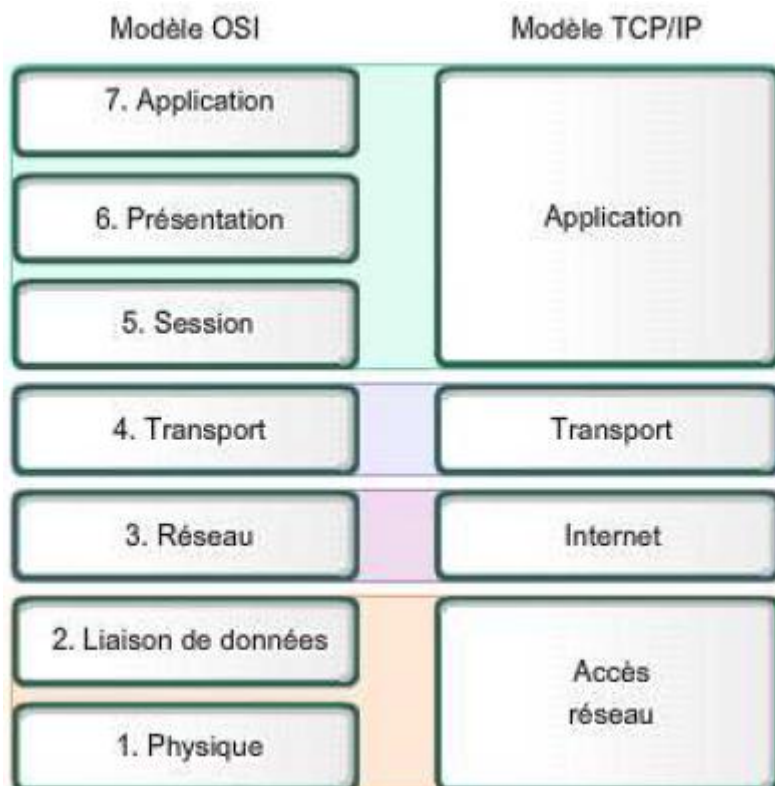 Modèle OSI
Modèle TCP/IP
7. Application
6. Présentation
5. Session
4. Transport
3. Réseau
2. Liaison de données
1. Physique
Application
Transport
Internet
Accès
réseau